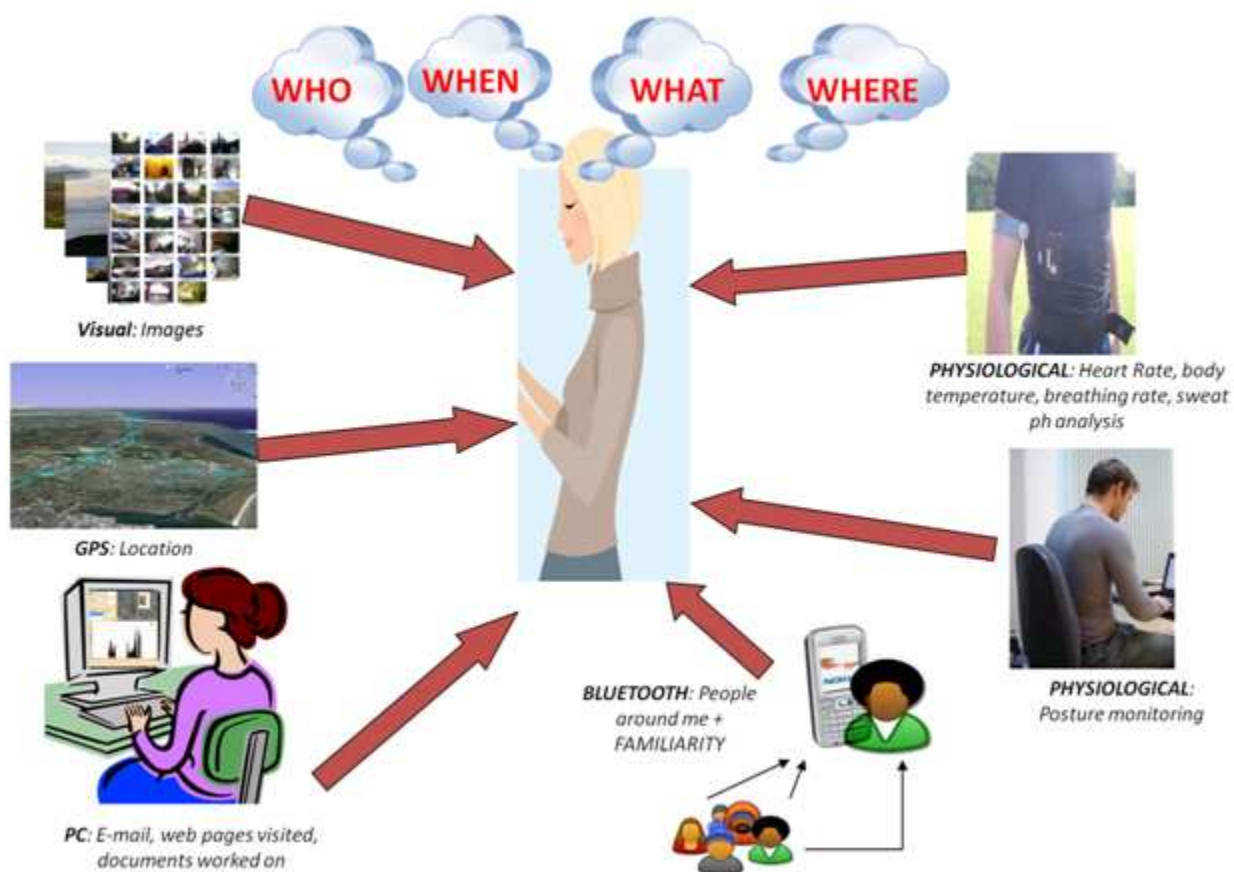 WHO
WHEN
WHAT
WHERE
Visual: Images
PHYSIOLOGICAL: Heart Rate, body
temperature, breathing rate, sweat
ph analysis
GPS: Location
PHYSIOLOGICAL:
Posture monitoring
BLUETOOTH: People
around me +
FAMILIARITY
PC: E-mail, web pages visited,
documents worked on